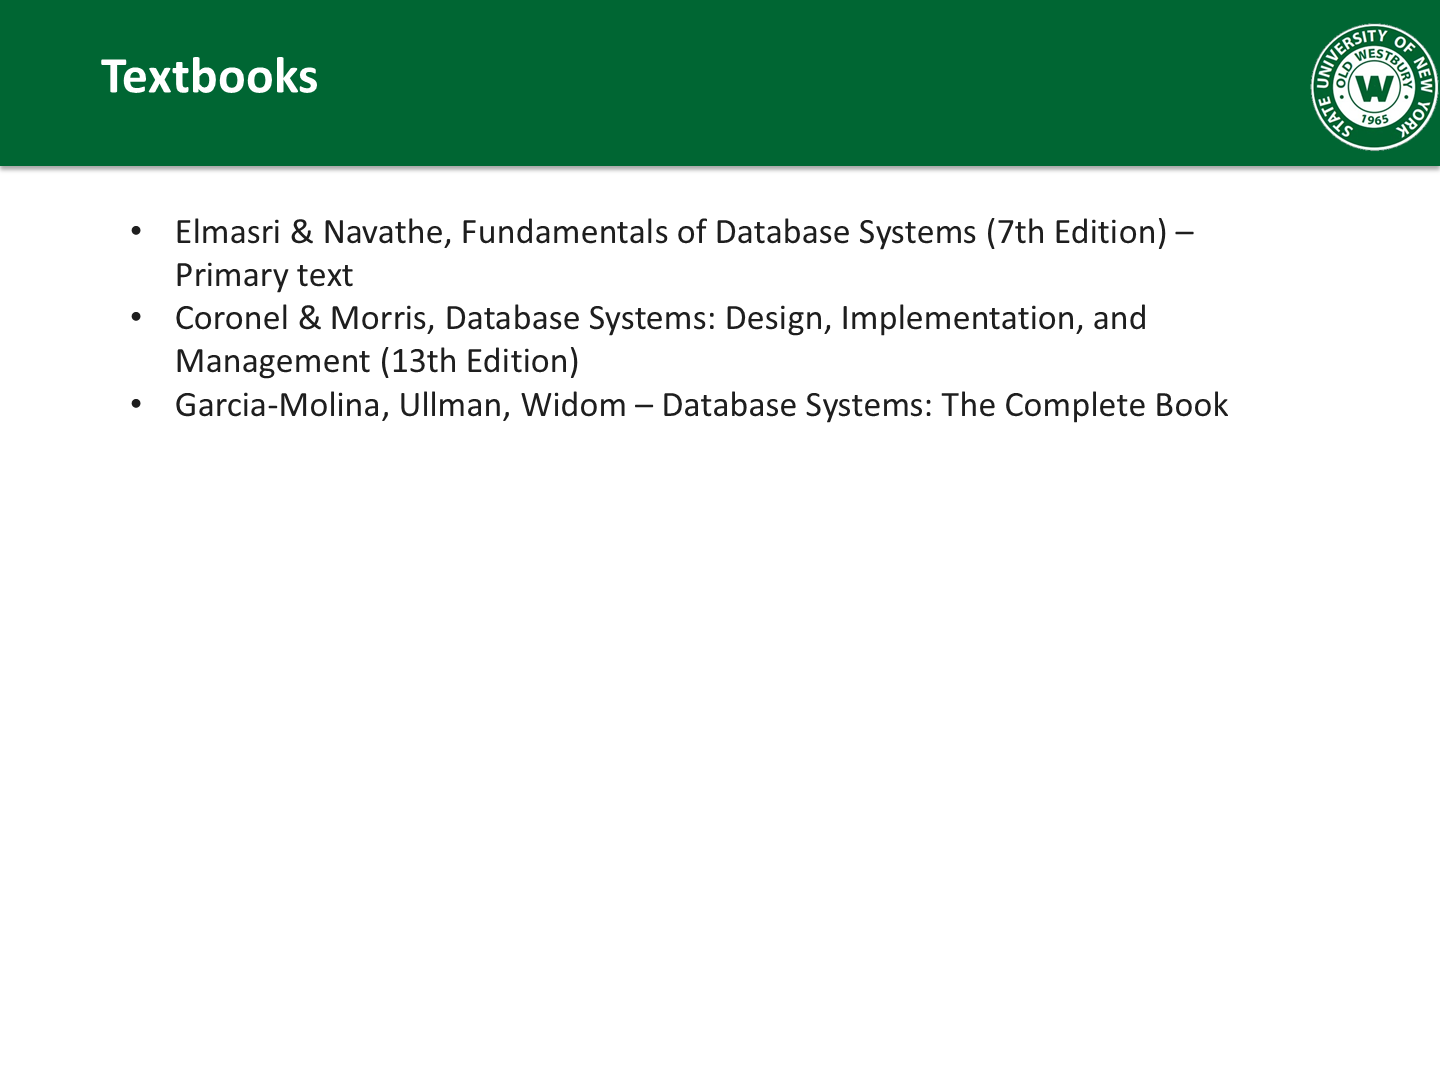 Textbooks
STATE UNIVERSITY OF NEW YORK
OLD WESTBURY
W
1965
• Elmasri & Navathe, Fundamentals of Database Systems (7th Edition) –
Primary text
• Coronel & Morris, Database Systems: Design, Implementation, and
Management (13th Edition)
• Garcia-Molina, Ullman, Widom – Database Systems: The Complete Book